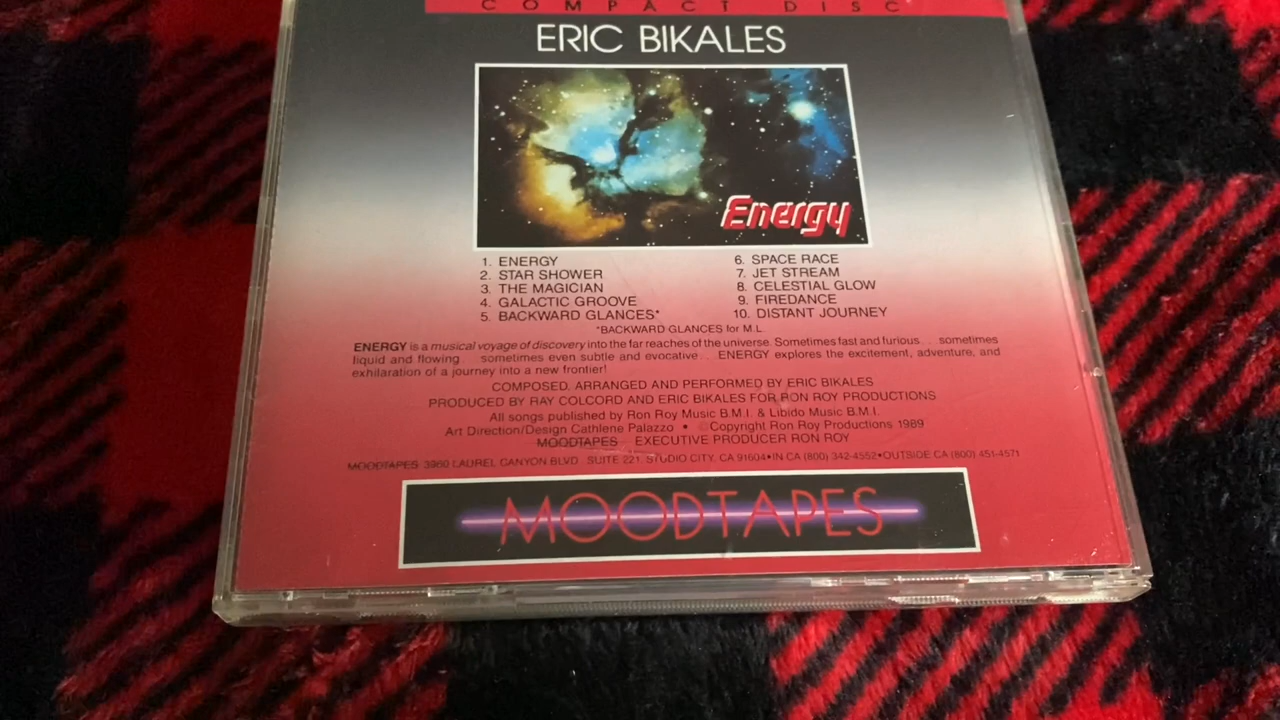 COMPACT DISC
ERIC BIKALES
Energy
1. ENERGY
2. STAR SHOWER
3. THE MAGICIAN
4. GALACTIC GROOVE
5. BACKWARD GLANCES*
6. SPACE RACE
7. JET STREAM
8. CELESTIAL GLOW
9. FIREDANCE
10. DISTANT JOURNEY
*BACKWARD GLANCES for M.L.
ENERGY is a musical voyage of discovery into the far reaches of the universe. Sometimes fast and furious... sometimes
liquid and flowing... sometimes even subtle and evocative... ENERGY explores the excitement, adventure, and
exhilaration of a journey into a new frontier!
COMPOSED, ARRANGED AND PERFORMED BY ERIC BIKALES
PRODUCED BY RAY COLCORD AND ERIC BIKALES FOR RON ROY PRODUCTIONS
All songs published by Ron Roy Music B.M.I. & Libido Music B.M.I.
Art Direction/Design Cathlene Palazzo • ©Copyright Ron Roy Productions 1989
MOODTAPES EXECUTIVE PRODUCER RON ROY
MOODTAPES 3960 LAUREL CANYON BLVD. SUITE 221, STUDIO CITY, CA 91604•IN CA (800) 342-4552•OUTSIDE CA (800) 451-4571
MOODTAPES